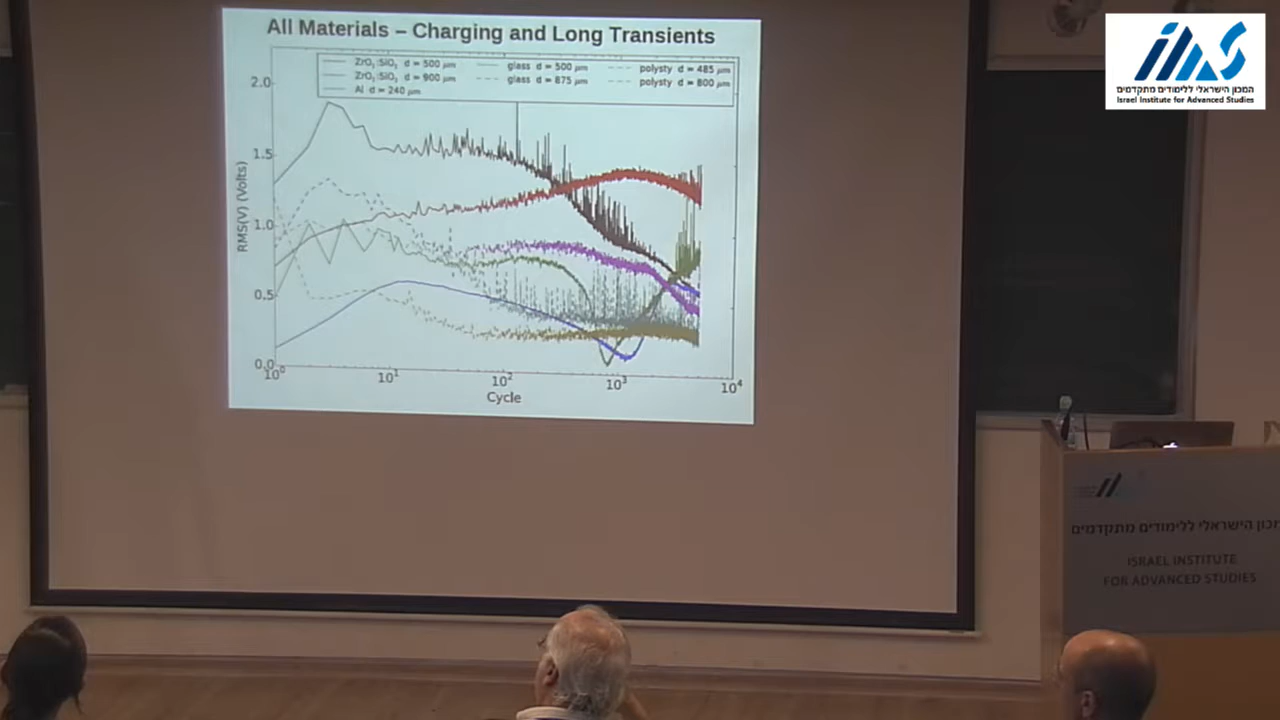 All Materials – Charging and Long Transients
ZrO₂:SiO₂ d = 500 μm
ZrO₂:SiO₂ d = 900 μm
Al d = 240 μm
glass d = 500 μm
glass d = 875 μm
polysty d = 485 μm
polysty d = 800 μm
RMS(V) (Volts)
2.0
1.5
1.0
0.5
0.0
10⁰ 10¹ 10² 10³ 10⁴
Cycle
המכון הישראלי ללימודים מתקדמים
Israel Institute for Advanced Studies
הישראלי ללימודים מתקדמים
ISRAEL INSTITUTE
FOR ADVANCED STUDIES